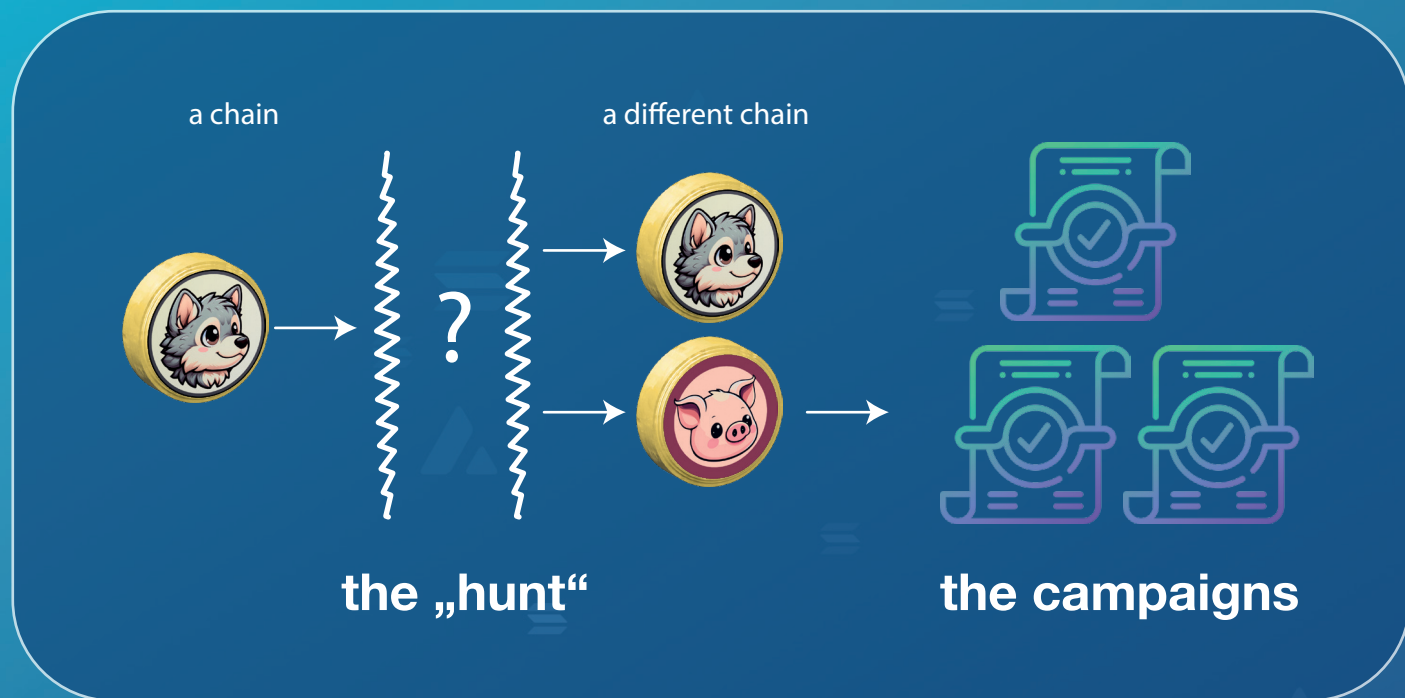 a chain
a different chain
?
the „hunt“
the campaigns